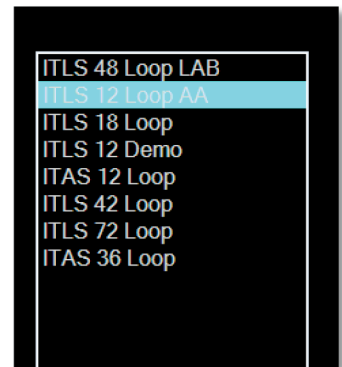 ITLS 48 Loop LAB
ITLS 12 Loop AA
ITLS 18 Loop
ITLS 12 Demo
ITAS 12 Loop
ITLS 42 Loop
ITLS 72 Loop
ITAS 36 Loop